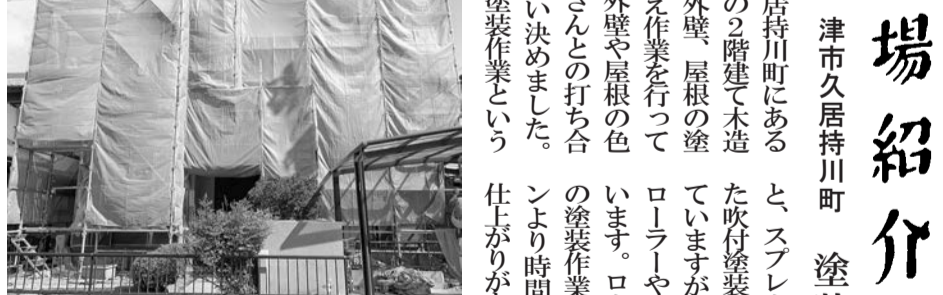 場紹介
津市久居持川町　塗
居持川町にある
の２階建て木造
外壁、屋根の塗
え作業を行って
外壁や屋根の色
さんとの打ち合
い決めました。
塗装作業という
と、スプレ
た吹付塗装
ていますが
ローラーや
います。ロ
の塗装作業
ンより時間
仕上がりが